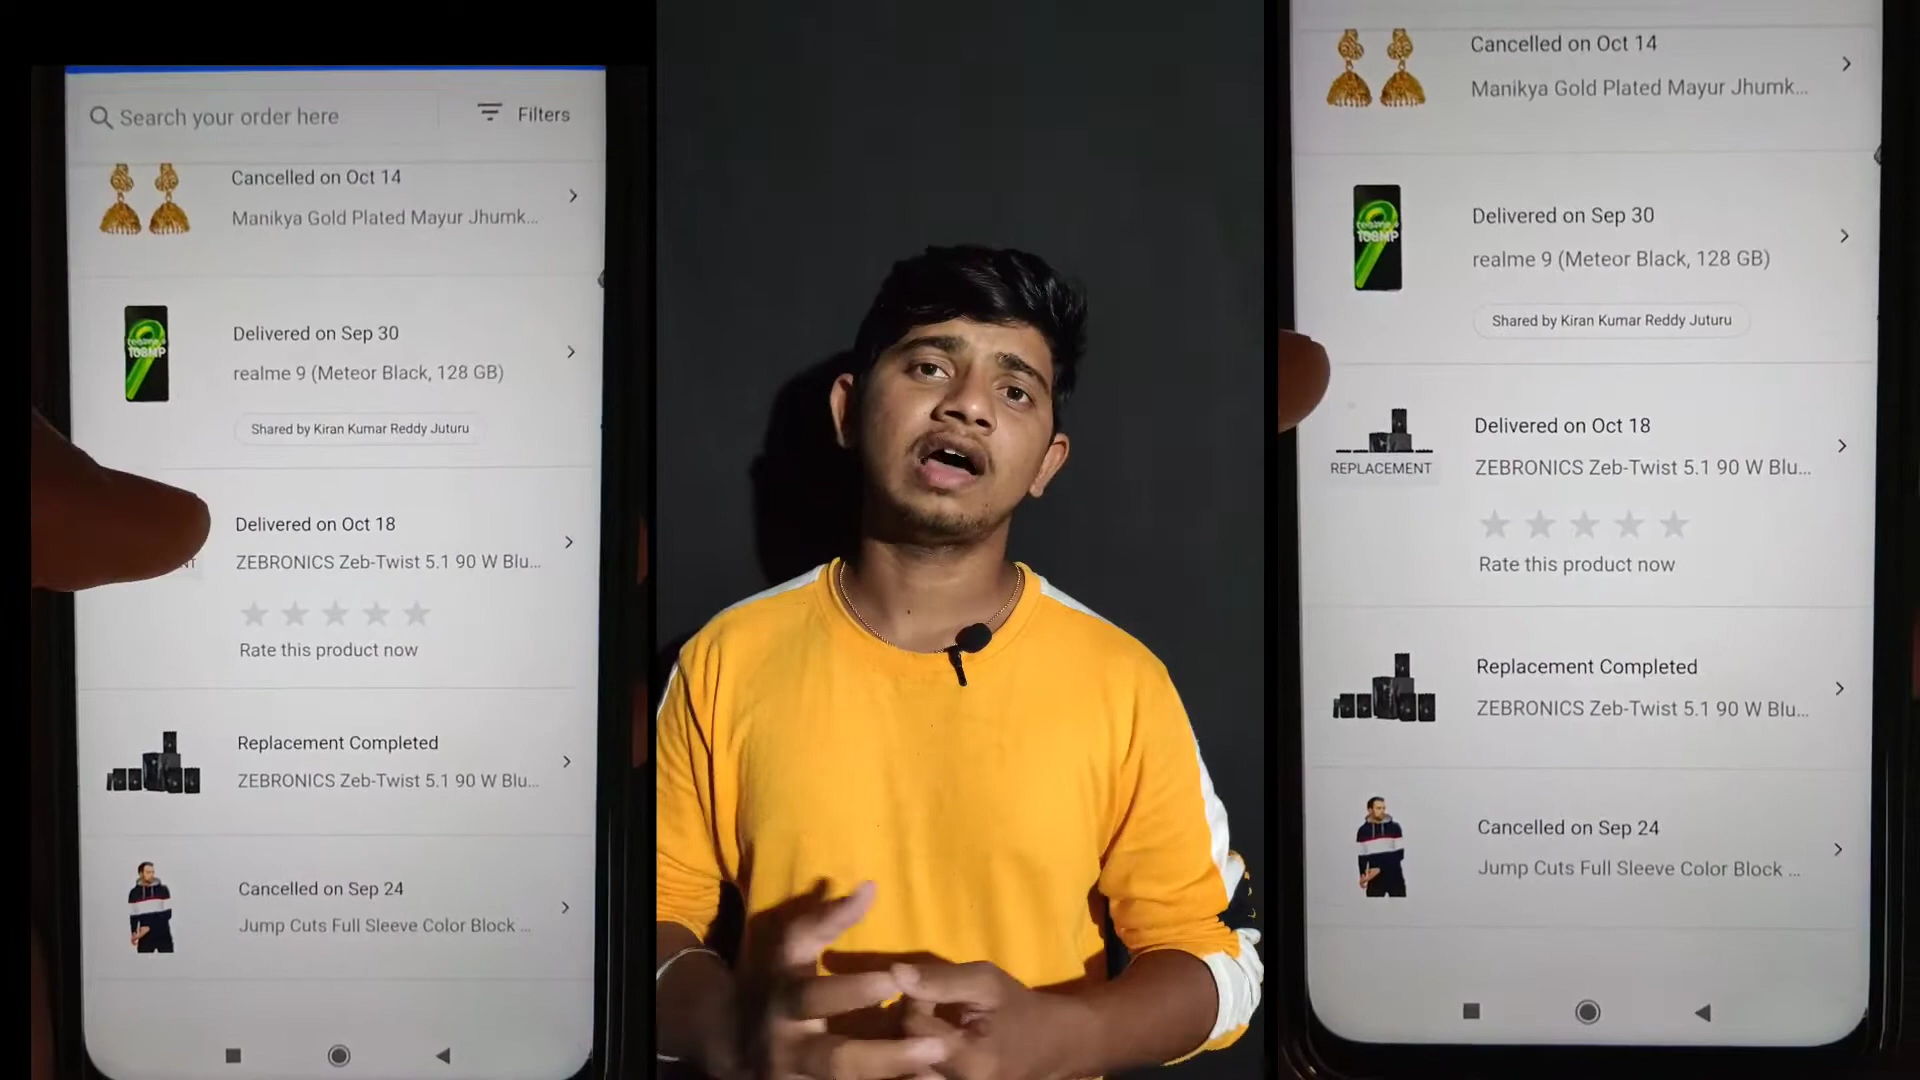 Search your order here
Filters
Cancelled on Oct 14
Manikya Gold Plated Mayur Jhumk...
realme 9
108MP
Delivered on Sep 30
realme 9 (Meteor Black, 128 GB)
Shared by Kiran Kumar Reddy Juturu
Delivered on Oct 18
ZEBRONICS Zeb-Twist 5.1 90 W Blu...
Rate this product now
Replacement Completed
ZEBRONICS Zeb-Twist 5.1 90 W Blu...
Cancelled on Sep 24
Jump Cuts Full Sleeve Color Block ...
Cancelled on Oct 14
Manikya Gold Plated Mayur Jhumk...
realme 9
108MP
Delivered on Sep 30
realme 9 (Meteor Black, 128 GB)
Shared by Kiran Kumar Reddy Juturu
REPLACEMENT
Delivered on Oct 18
ZEBRONICS Zeb-Twist 5.1 90 W Blu...
Rate this product now
Replacement Completed
ZEBRONICS Zeb-Twist 5.1 90 W Blu...
Cancelled on Sep 24
Jump Cuts Full Sleeve Color Block ...